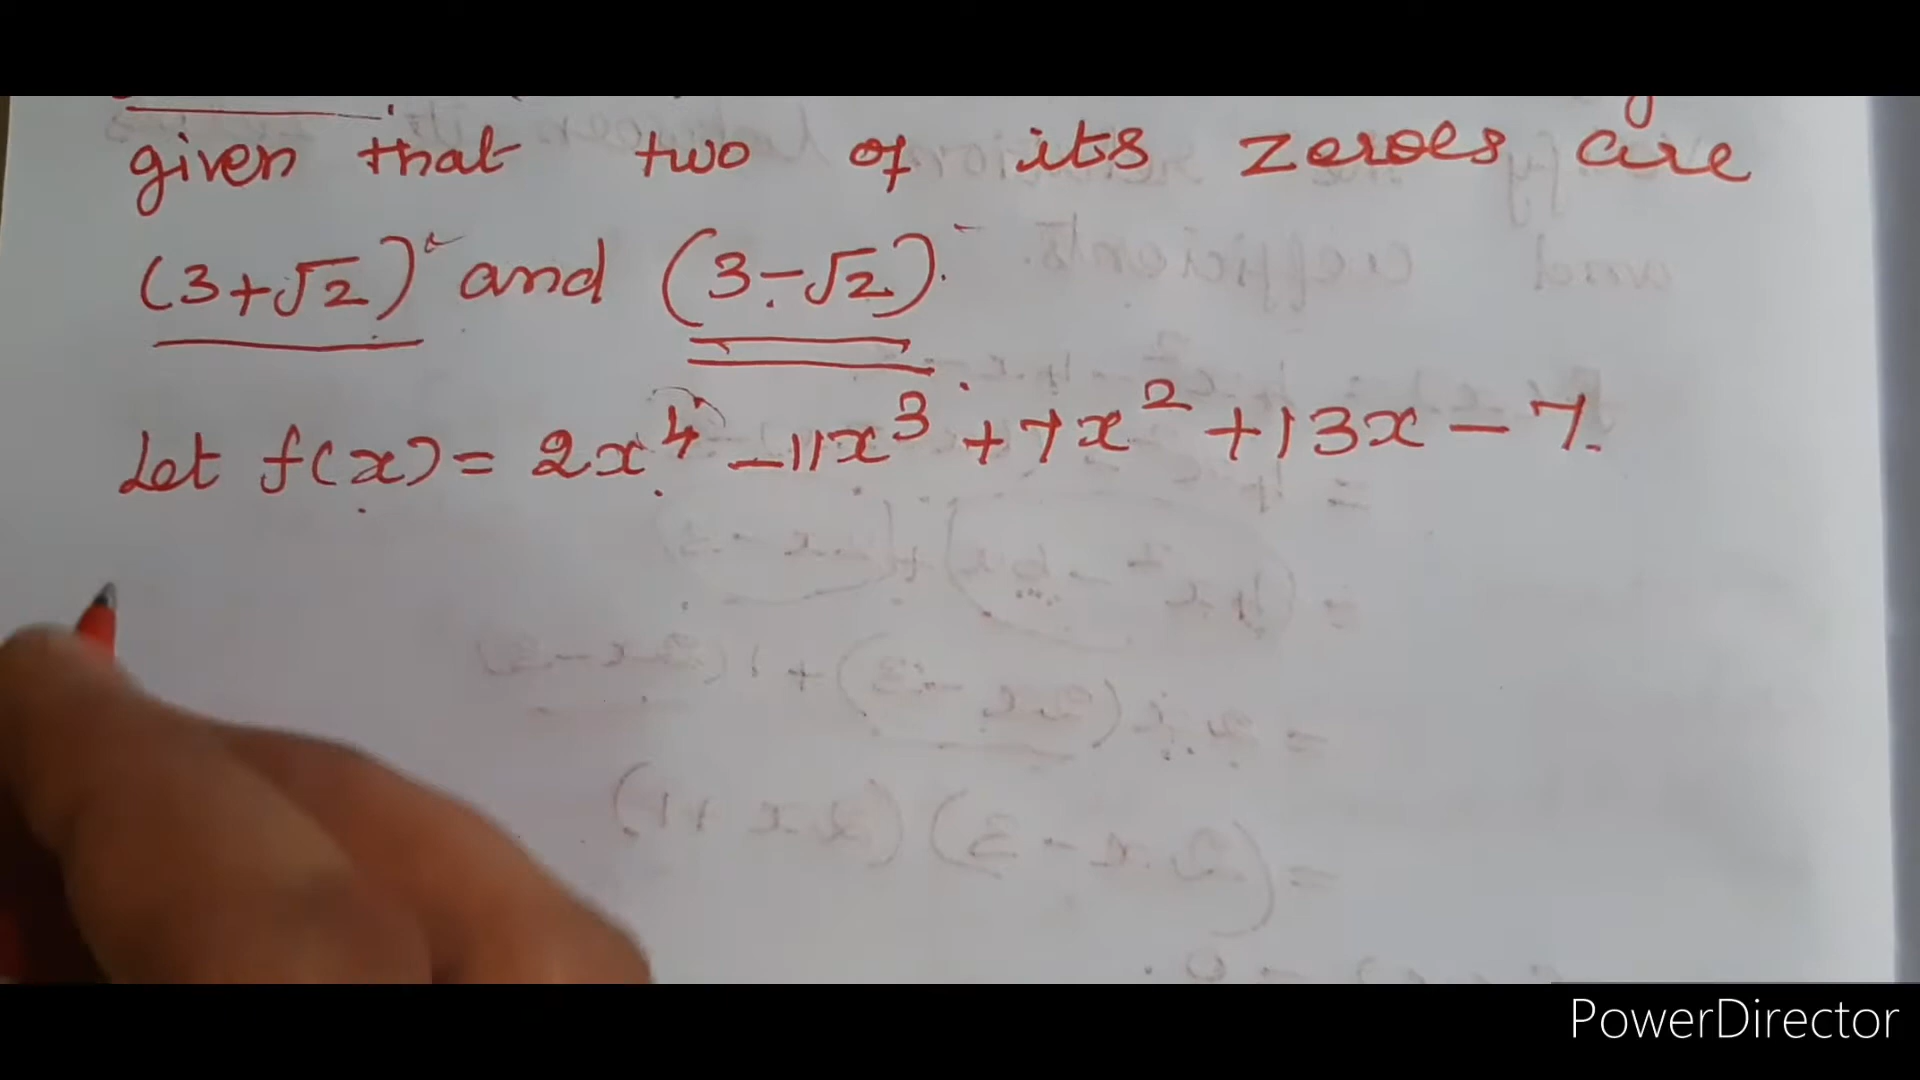 given that two of its zeroes are
(3+√2) and (3-√2).
Let f(x) = 2x⁴ - 11x³ + 7x² + 13x - 7.
PowerDirector